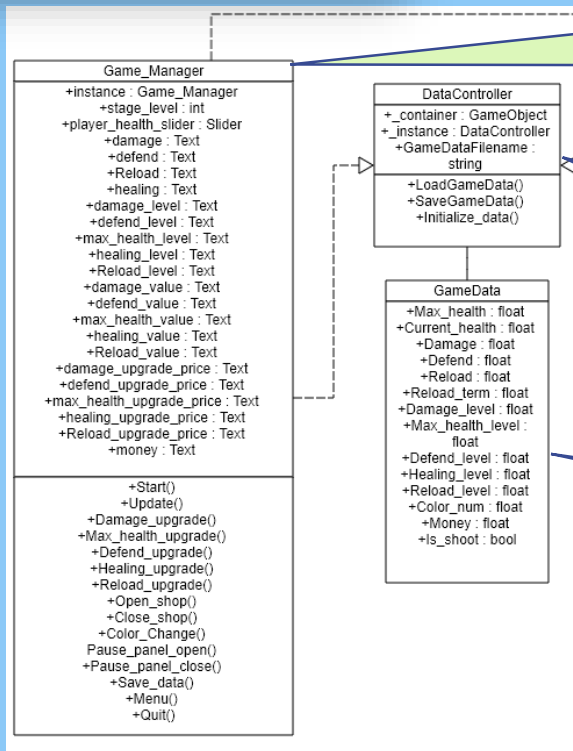 Game_Manager
+instance : Game_Manager
+stage_level : int
+player_health_slider : Slider
+damage : Text
+defend : Text
+Reload : Text
+healing : Text
+damage_level : Text
+defend_level : Text
+max_health_level : Text
+healing_level : Text
+Reload_level : Text
+damage_value : Text
+defend_value : Text
+max_health_value : Text
+healing_value : Text
+Reload_value : Text
+damage_upgrade_price : Text
+defend_upgrade_price : Text
+max_health_upgrade_price : Text
+healing_upgrade_price : Text
+Reload_upgrade_price : Text
+money : Text
+Start()
+Update()
+Damage_upgrade()
+Max_health_upgrade()
+Defend_upgrade()
+Healing_upgrade()
+Reload_upgrade()
+Open_shop()
+Close_shop()
+Color_Change()
Pause_panel_open()
+Pause_panel_close()
+Save_data()
+Menu()
+Quit()
DataController
+_container : GameObject
+_instance : DataController
+GameDataFilename :
string
+LoadGameData()
+SaveGameData()
+Initialize_data()
GameData
+Max_health : float
+Current_health : float
+Damage : float
+Defend : float
+Reload : float
+Reload_term : float
+Damage_level : float
+Max_health_level :
float
+Defend_level : float
+Healing_level : float
+Reload_level : float
+Color_num : float
+Money : float
+Is_shoot : bool